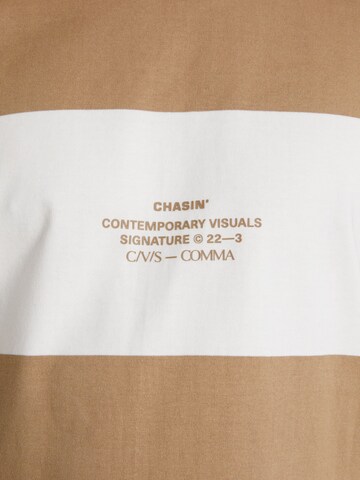 CHASIN'
CONTEMPORARY VISUALS
SIGNATURE © 22—3
C/V/S — COMMA